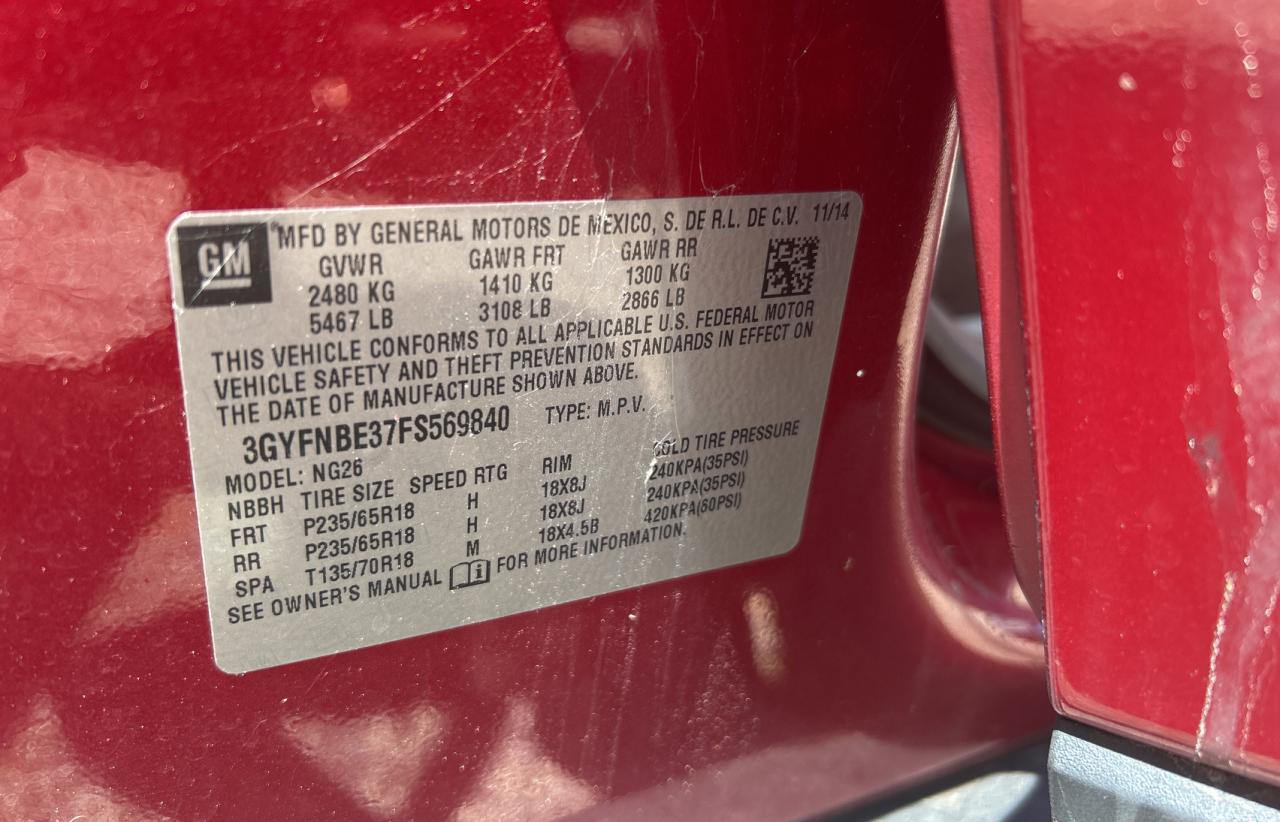 GM
®MFD BY GENERAL MOTORS DE MEXICO, S. DE R.L. DE C.V. 11/14
GVWR GAWR FRT GAWR RR
2480 KG 1410 KG 1300 KG
5467 LB 3108 LB 2866 LB
THIS VEHICLE CONFORMS TO ALL APPLICABLE U.S. FEDERAL MOTOR
VEHICLE SAFETY AND THEFT PREVENTION STANDARDS IN EFFECT ON
THE DATE OF MANUFACTURE SHOWN ABOVE.
3GYFNBE37FS569840 TYPE: M.P.V.
MODEL: NG26
NBBH TIRE SIZE SPEED RTG RIM COLD TIRE PRESSURE
FRT P235/65R18 H 18X8J 240KPA(35PSI)
RR P235/65R18 H 18X8J 240KPA(35PSI)
SPA T135/70R18 M 18X4.5B 420KPA(60PSI)
SEE OWNER'S MANUAL i FOR MORE INFORMATION.